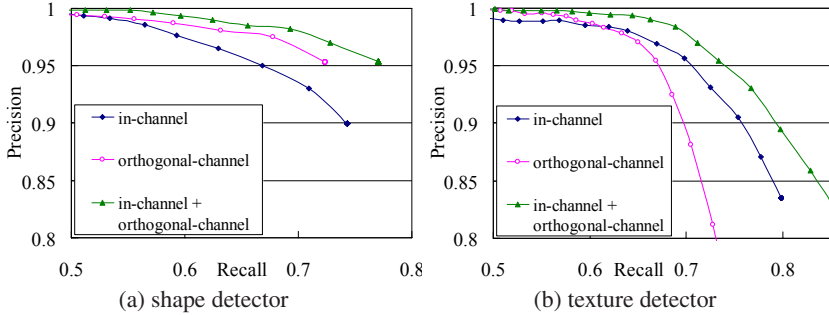 1
0.95
0.9
0.85
0.8
Precision
in-channel
orthogonal-channel
in-channel +
orthogonal-channel
0.5
0.6
Recall
0.7
0.8
(a) shape detector
1
0.95
0.9
0.85
0.8
Precision
in-channel
orthogonal-channel
in-channel +
orthogonal-channel
0.5
0.6
Recall
0.7
0.8
(b) texture detector